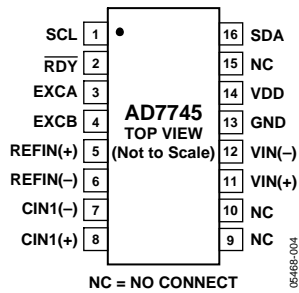 SCL 1
RDY 2
EXCA 3
EXCB 4
REFIN(+) 5
REFIN(–) 6
CIN1(–) 7
CIN1(+) 8
AD7745
TOP VIEW
(Not to Scale)
16 SDA
15 NC
14 VDD
13 GND
12 VIN(–)
11 VIN(+)
10 NC
9 NC
NC = NO CONNECT
05468-004